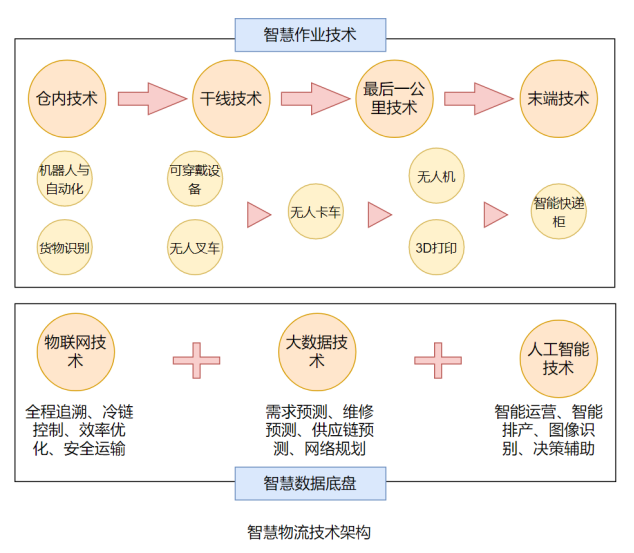 智慧作业技术
仓内技术
干线技术
最后一公
里技术
末端技术
机器人与
自动化
可穿戴设
备
无人卡车
无人机
智能快递
柜
货物识别
无人叉车
3D打印
物联网技
术
大数据技
术
人工智能
技术
全程追溯、冷链
控制、效率优
化、安全运输
需求预测、维修
预测、供应链预
测、网络规划
智能运营、智能
排产、图像识
别、决策辅助
智慧数据底盘
智慧物流技术架构